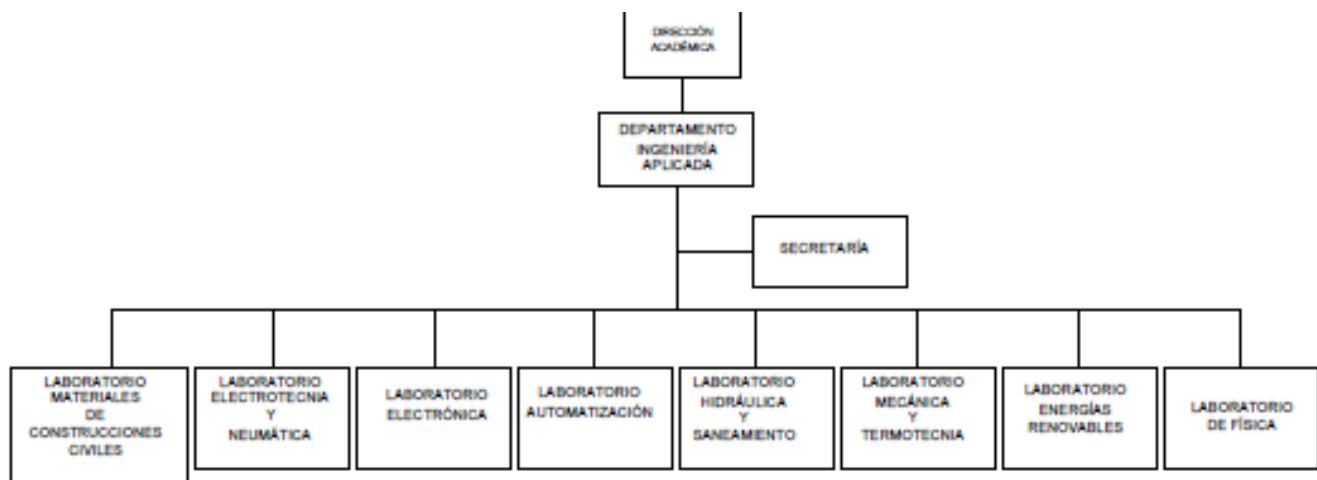 DIRECCIÓN
ACADÉMICA
DEPARTAMENTO
INGENIERÍA
APLICADA
SECRETARÍA
LABORATORIO
MATERIALES
DE
CONSTRUCCIONES
CIVILES
LABORATORIO
ELECTROTECNIA
Y
NEUMÁTICA
LABORATORIO
ELECTRÓNICA
LABORATORIO
AUTOMATIZACIÓN
LABORATORIO
HIDRÁULICA
Y
SANEAMIENTO
LABORATORIO
MECÁNICA
Y
TERMOTECNIA
LABORATORIO
ENERGÍAS
RENOVABLES
LABORATORIO
DE FÍSICA